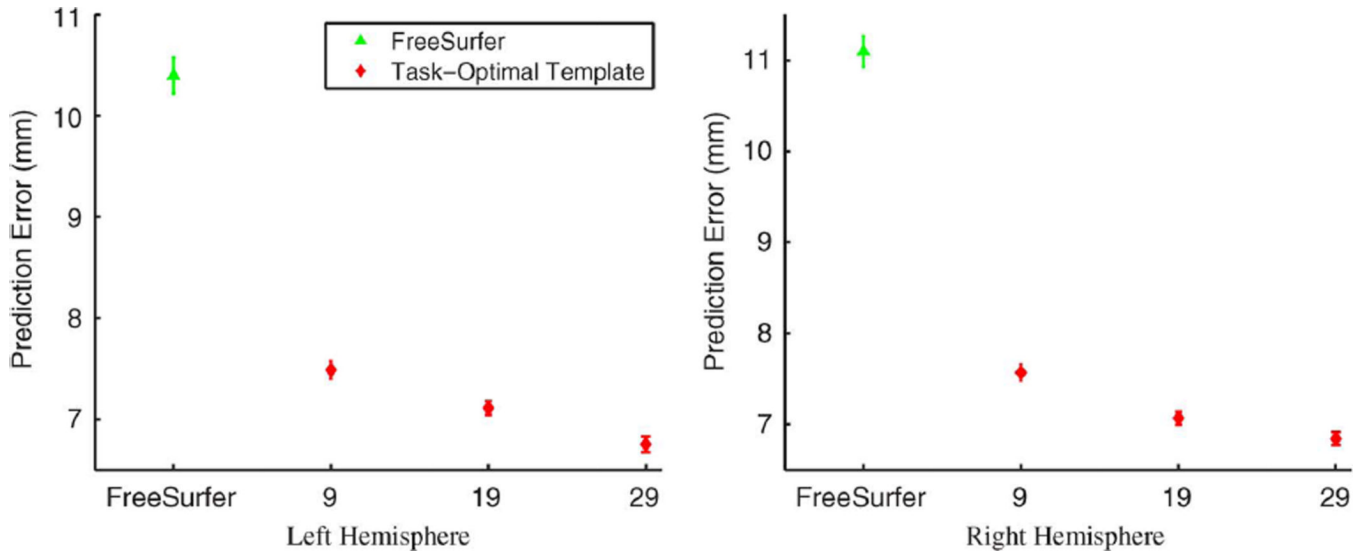 11
10
9
8
7
Prediction Error (mm)
FreeSurfer
Task-Optimal Template
FreeSurfer 9 19 29
Left Hemisphere
11
10
9
8
7
Prediction Error (mm)
FreeSurfer 9 19 29
Right Hemisphere